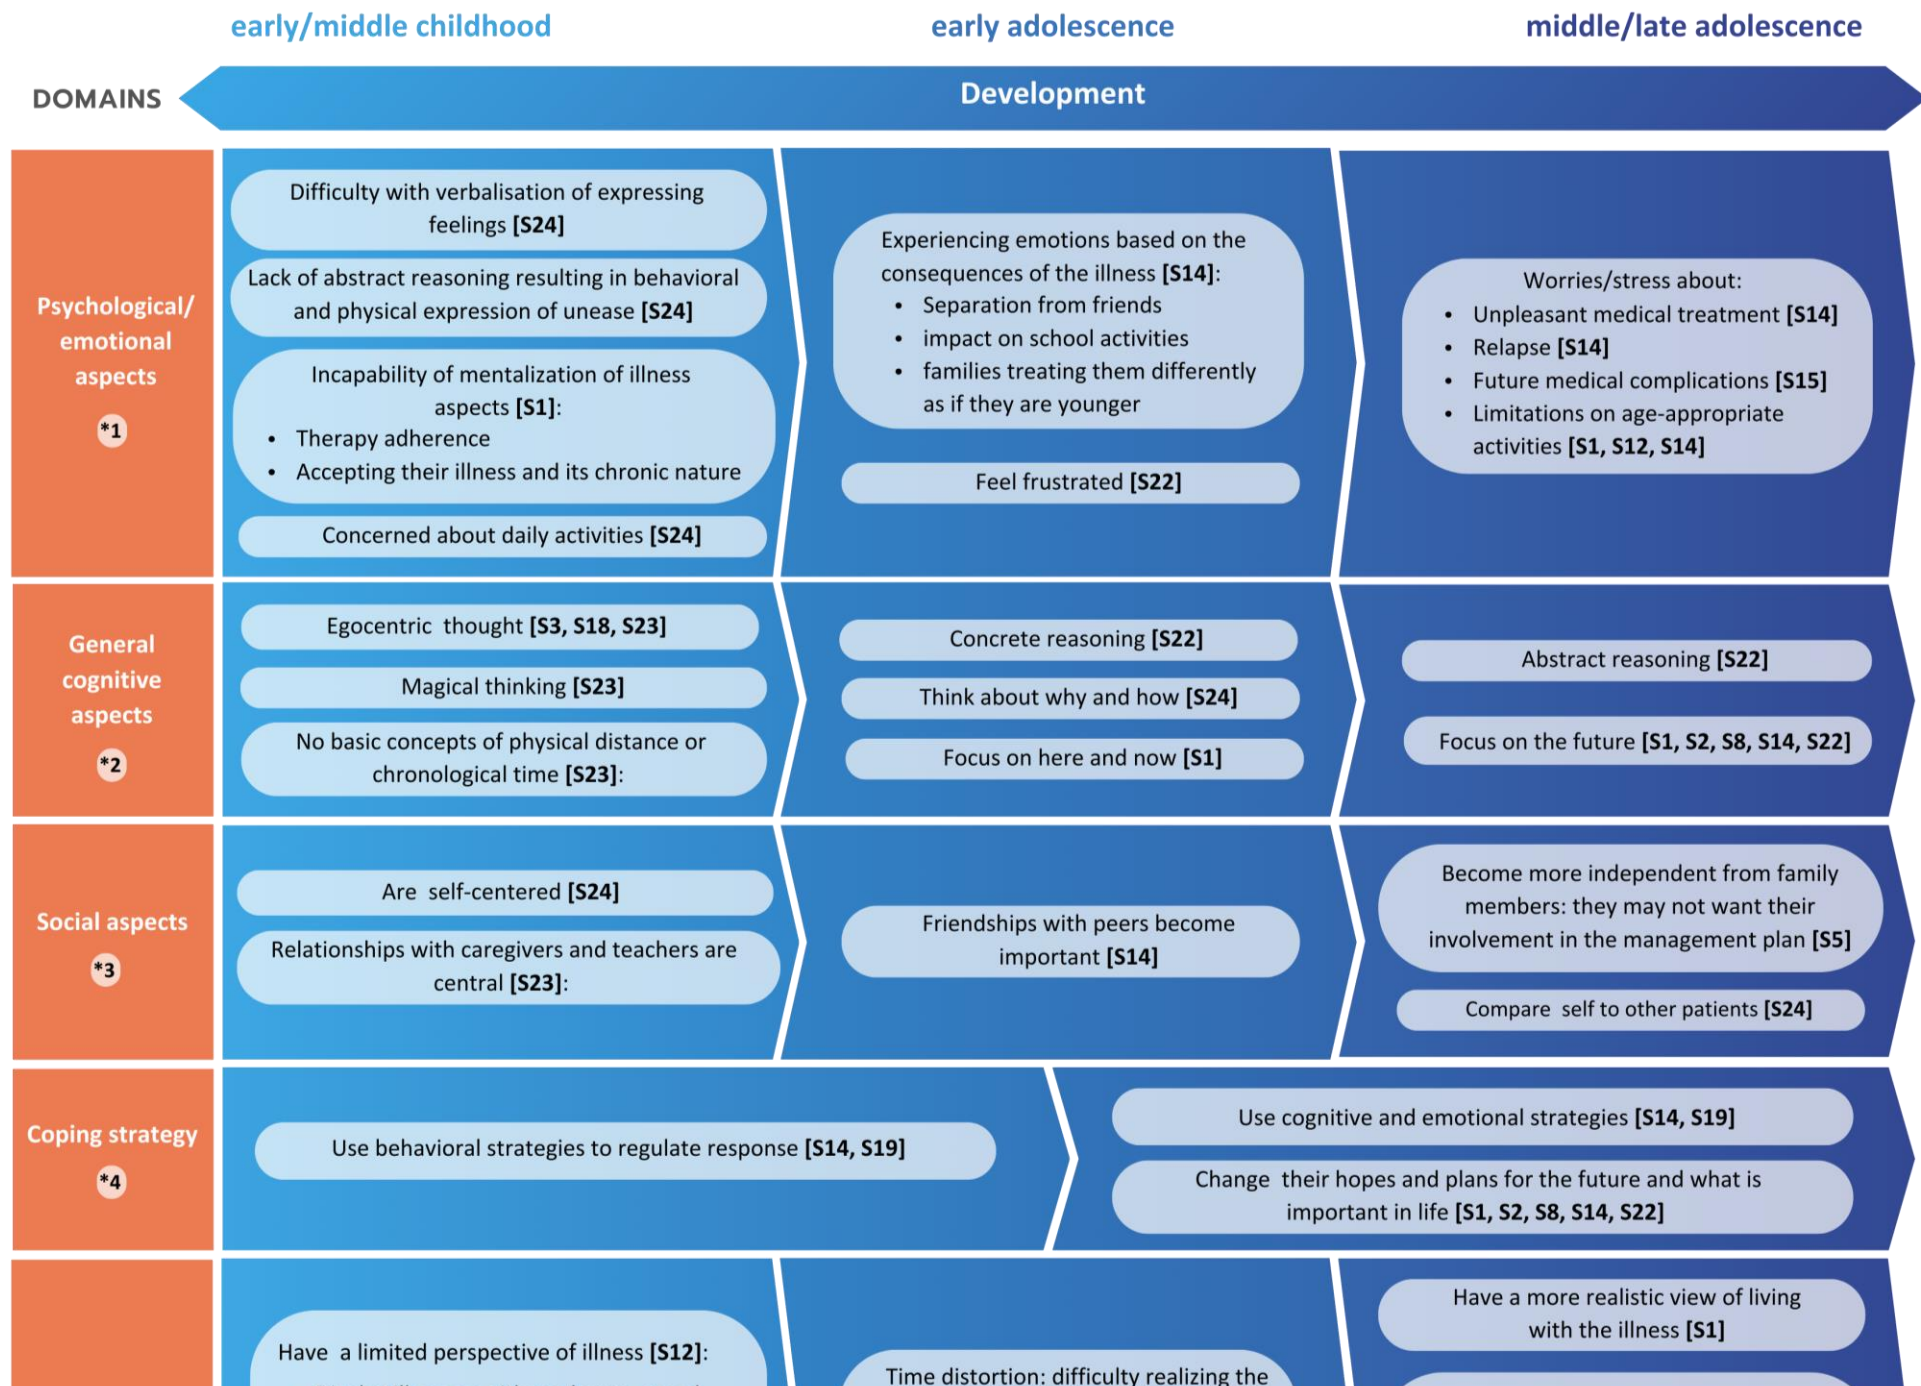 early/middle childhood
early adolescence
middle/late adolescence
DOMAINS
Development
Psychological/
emotional
aspects
*1
Difficulty with verbalisation of expressing
feelings [S24]
Lack of abstract reasoning resulting in behavioral
and physical expression of unease [S24]
Incapability of mentalization of illness
aspects [S1]:
• Therapy adherence
• Accepting their illness and its chronic nature
Concerned about daily activities [S24]
Experiencing emotions based on the
consequences of the illness [S14]:
• Separation from friends
• impact on school activities
• families treating them differently
as if they are younger
Feel frustrated [S22]
Worries/stress about:
• Unpleasant medical treatment [S14]
• Relapse [S14]
• Future medical complications [S15]
• Limitations on age-appropriate
activities [S1, S12, S14]
General
cognitive
aspects
*2
Egocentric thought [S3, S18, S23]
Magical thinking [S23]
No basic concepts of physical distance or
chronological time [S23]:
Concrete reasoning [S22]
Think about why and how [S24]
Focus on here and now [S1]
Abstract reasoning [S22]
Focus on the future [S1, S2, S8, S14, S22]
Social aspects
*3
Are self-centered [S24]
Relationships with caregivers and teachers are
central [S23]:
Friendships with peers become
important [S14]
Become more independent from family
members: they may not want their
involvement in the management plan [S5]
Compare self to other patients [S24]
Coping strategy
*4
Use behavioral strategies to regulate response [S14, S19]
Use cognitive and emotional strategies [S14, S19]
Change their hopes and plans for the future and what is
important in life [S1, S2, S8, S14, S22]
Have a limited perspective of illness [S12]:
Time distortion: difficulty realizing the
Have a more realistic view of living
with the illness [S1]